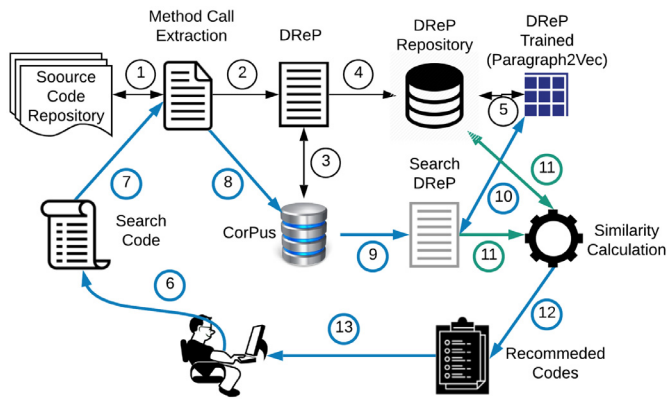 Method Call
Extraction
DReP
DReP
Repository
DReP
Trained
(Paragraph2Vec)
Soource
Code
Repository
1
2
4
5
3
7
8
Search
Code
CorPus
9
Search
DReP
10
11
11
Similarity
Calculation
6
13
12
Recommeded
Codes